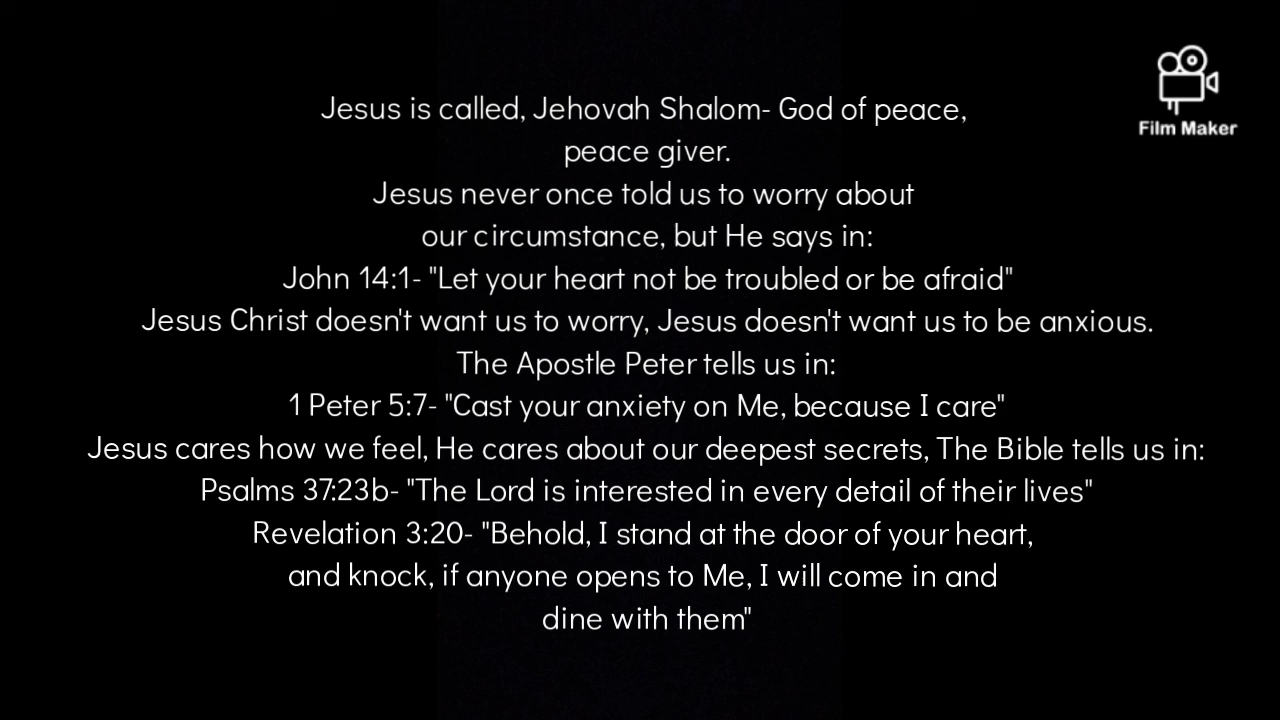 Film Maker
Jesus is called, Jehovah Shalom- God of peace,
peace giver.
Jesus never once told us to worry about
our circumstance, but He says in:
John 14:1- "Let your heart not be troubled or be afraid"
Jesus Christ doesn't want us to worry, Jesus doesn't want us to be anxious.
The Apostle Peter tells us in:
1 Peter 5:7- "Cast your anxiety on Me, because I care"
Jesus cares how we feel, He cares about our deepest secrets, The Bible tells us in:
Psalms 37:23b- "The Lord is interested in every detail of their lives"
Revelation 3:20- "Behold, I stand at the door of your heart,
and knock, if anyone opens to Me, I will come in and
dine with them"